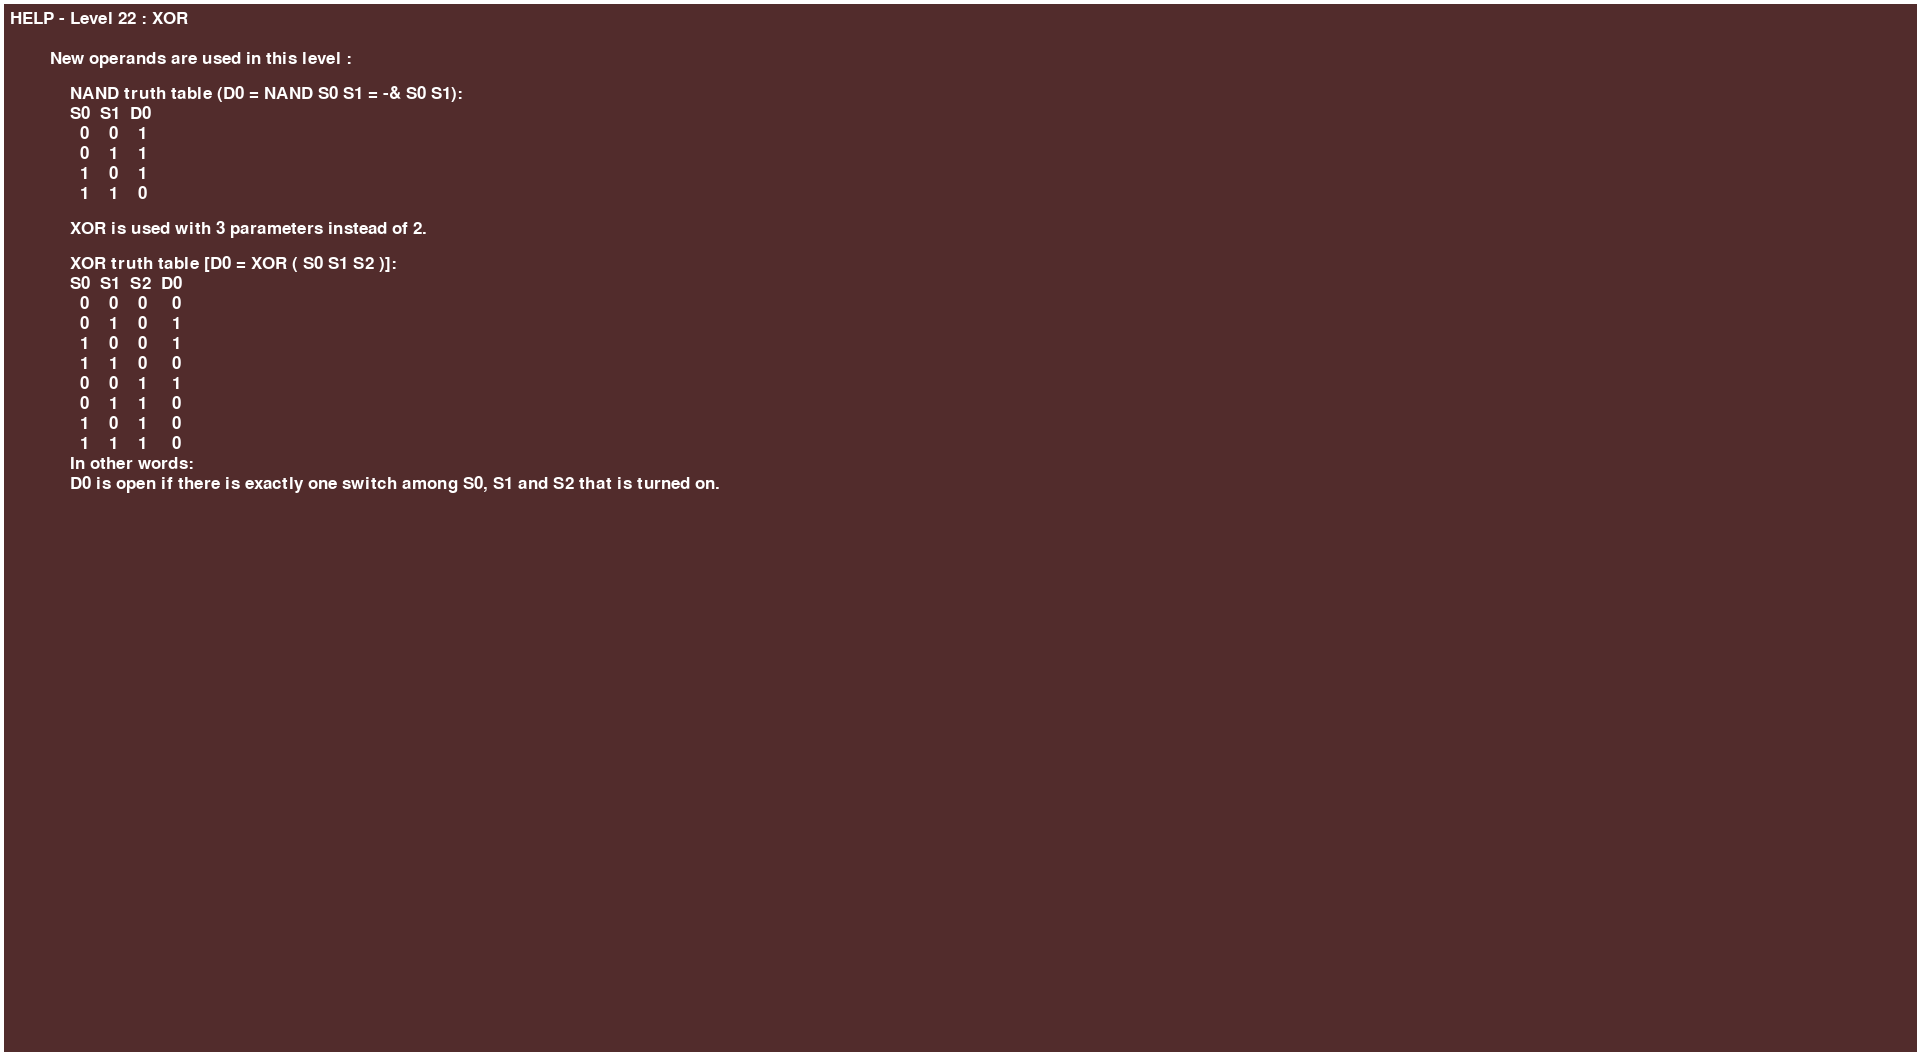 HELP - Level 22 : XOR
New operands are used in this level :
NAND truth table (D0 = NAND S0 S1 = -& S0 S1):
S0 S1 D0
0 0 1
0 1 1
1 0 1
1 1 0
XOR is used with 3 parameters instead of 2.
XOR truth table [D0 = XOR ( S0 S1 S2 )]:
S0 S1 S2 D0
0 0 0 0
0 1 0 1
1 0 0 1
1 1 0 0
0 0 1 1
0 1 1 0
1 0 1 0
1 1 1 0
In other words:
D0 is open if there is exactly one switch among S0, S1 and S2 that is turned on.